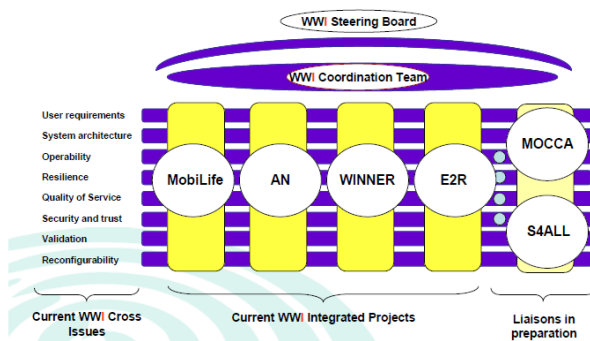 WWI Steering Board
WWI Coordination Team
User requirements
System architecture
Operability
Resilience
Quality of Service
Security and trust
Validation
Reconfigurability
MobiLife
AN
WINNER
E2R
MOCCA
S4ALL
Current WWI Cross
Issues
Current WWI Integrated Projects
Liaisons in
preparation